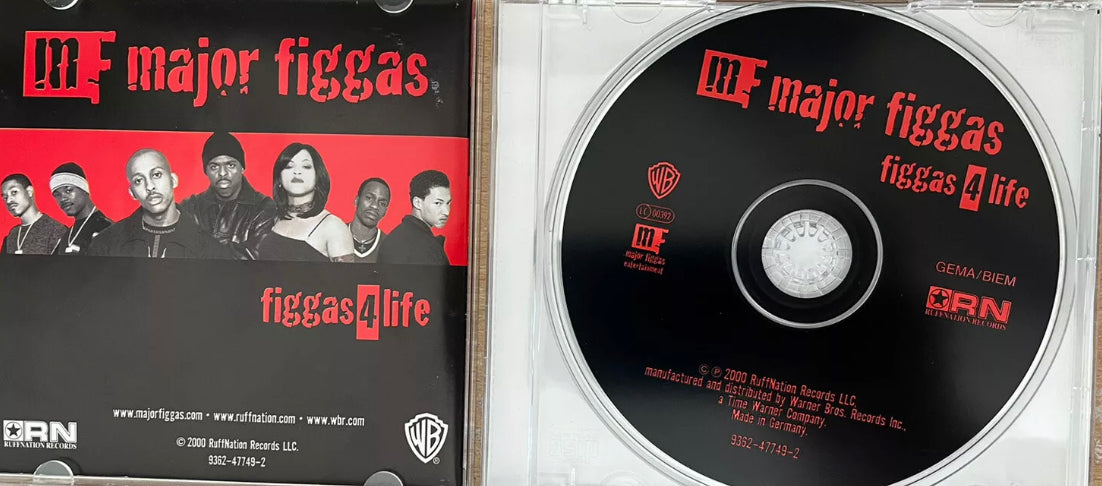 MF major figgas
figgas 4 life
www.majorfiggas.com • www.ruffnation.com • www.wbr.com
RN
RUFFNATION RECORDS
© 2000 RuffNation Records LLC.
9362-47749-2
WB
®
MF major figgas
figgas 4 life
WB
LC 00392
MF
major figgas
entertainment
GEMA/BIEM
RN
RUFFNATION RECORDS
© ℗ 2000 RuffNation Records LLC.
manufactured and distributed by Warner Bros. Records Inc.,
a Time Warner Company.
Made in Germany.
9362-47749-2